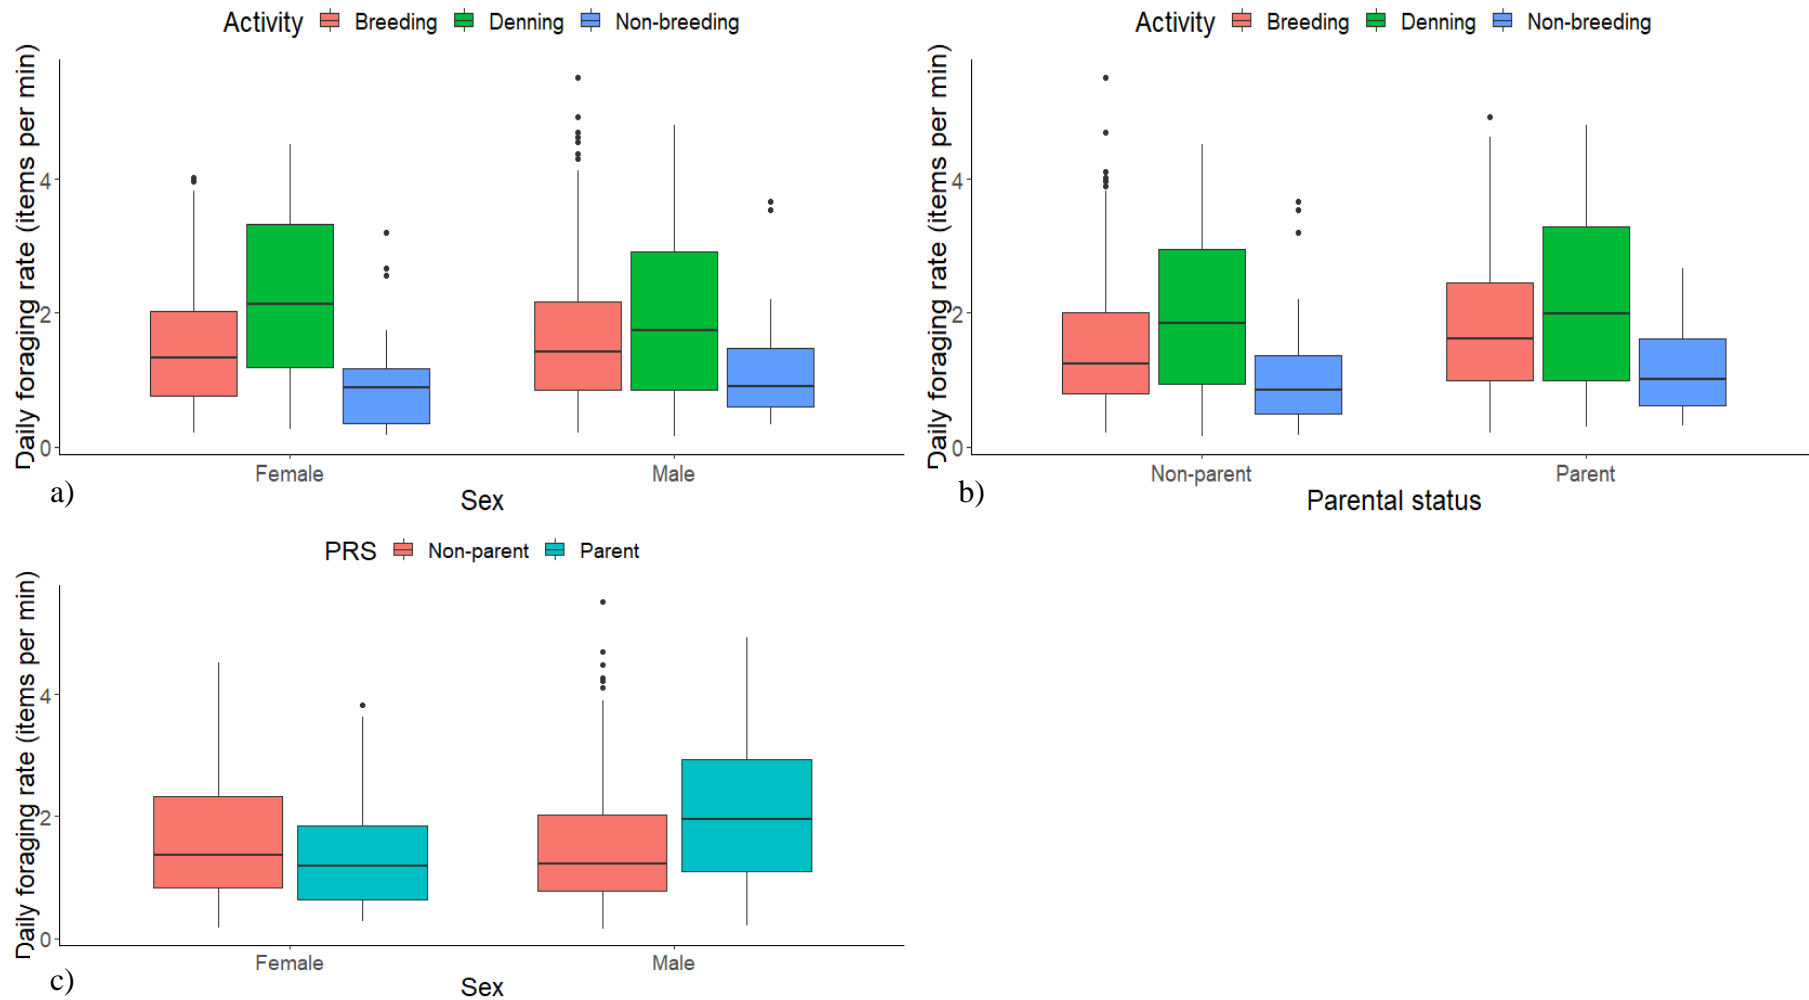 Activity Breeding Denning Non-breeding
Daily foraging rate (items per min)
4
2
0
Female Male
a)
Sex
Activity Breeding Denning Non-breeding
Daily foraging rate (items per min)
4
2
0
Non-parent Parent
b)
Parental status
PRS Non-parent Parent
Daily foraging rate (items per min)
4
2
0
Female Male
c)
Sex